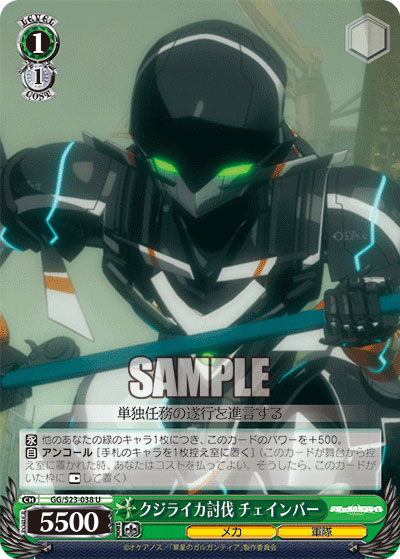 LEVEL
1
1
COST
SAMPLE
単独任務の遂行を進言する
永 他のあなたの緑のキャラ1枚につき、このカードのパワーを+500。
自 アンコール [手札のキャラを1枚控え室に置く] (このカードが舞台から
控え室に置かれた時、あなたはコストを払ってよい。そうしたら、このカードが
いた枠に レスト して置く)
CH GG/S23-038 U
クジライカ討伐 チェインバー
5500
メカ 軍隊
©オケアノス/「翠星のガルガンティア」製作委員会